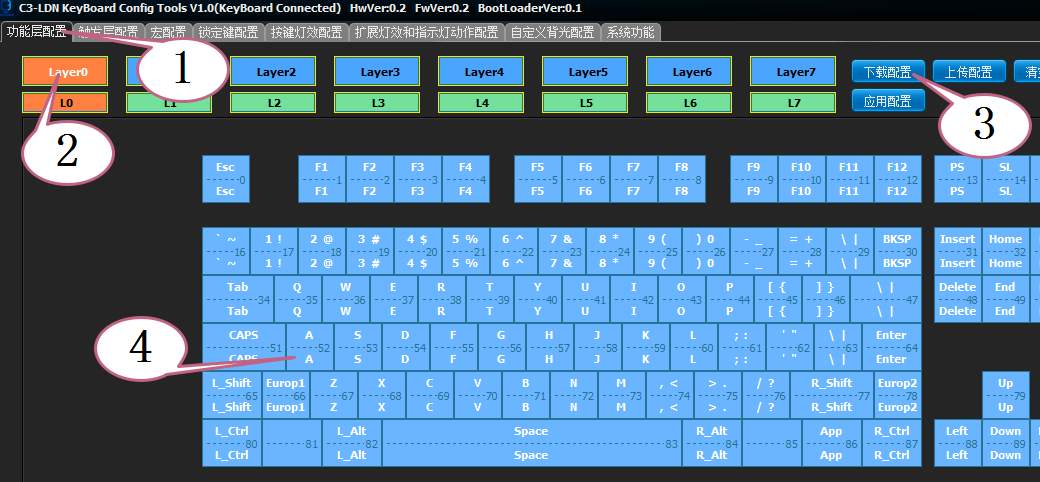 C3-LDN KeyBoard Config Tools V1.0(KeyBoard Connected) HwVer:0.2 FwVer:0.2 BootLoaderVer:0.1
功能层配置 触发层配置 宏配置 锁定键配置 按键灯效配置 扩展灯效和指示灯动作配置 自定义背光配置 系统功能
1
Layer0 Layer2 Layer3 Layer4 Layer5 Layer6 Layer7 下载配置 上传配置
L0 L1 L2 L3 L4 L5 L6 L7 应用配置
2
3
Esc F1 F2 F3 F4 F5 F6 F7 F8 F9 F10 F11 F12 PS SL
0 1 2 3 4 5 6 7 8 9 10 11 12 13 14
Esc F1 F2 F3 F4 F5 F6 F7 F8 F9 F10 F11 F12 PS SL
` ~ 1 ! 2 @ 3 # 4 $ 5 % 6 ^ 7 & 8 * 9 ( ) 0 - _ = + \ | BKSP Insert Home
16 17 18 19 20 21 22 23 24 25 26 27 28 29 30 31 32
` ~ 1 ! 2 @ 3 # 4 $ 5 % 6 ^ 7 & 8 * 9 ( ) 0 - _ = + \ | BKSP Insert Home
Tab Q W E R T Y U I O P [ { ] } \ | Delete End
34 35 36 37 38 39 40 41 42 43 44 45 46 47 48 49
Tab Q W E R T Y U I O P [ { ] } \ | Delete End
4
CAPS A S D F G H J K L ; : ' " \ | Enter
51 52 53 54 55 56 57 58 59 60 61 62 63 64
CAPS A S D F G H J K L ; : ' " \ | Enter
L_Shift Europ1 Z X C V B N M , < > . / ? R_Shift Europ2 Up
65 66 67 68 69 70 71 72 73 74 75 76 77 78 79
L_Shift Europ1 Z X C V B N M , < > . / ? R_Shift Europ2 Up
L_Ctrl L_Alt Space R_Alt App R_Ctrl Left Down
80 81 82 83 84 85 86 87 88 89
L_Ctrl L_Alt Space R_Alt App R_Ctrl Left Down